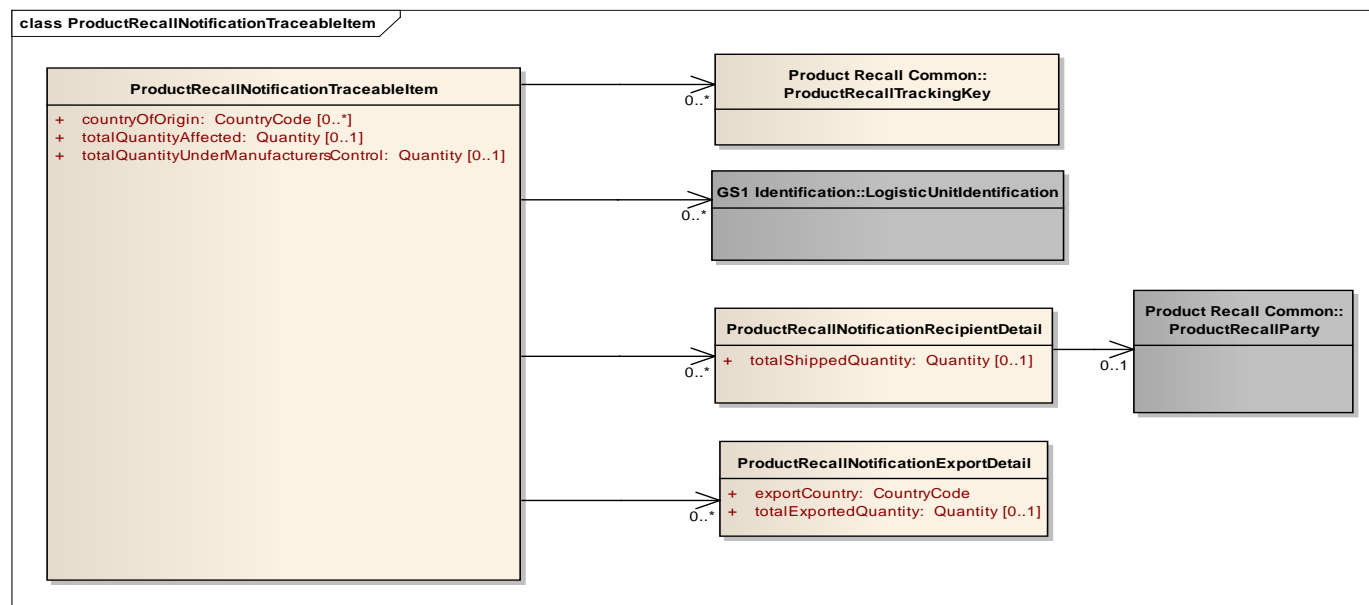 class ProductRecallNotificationTraceableItem
ProductRecallNotificationTraceableItem
+ countryOfOrigin: CountryCode [0..*]
+ totalQuantityAffected: Quantity [0..1]
+ totalQuantityUnderManufacturersControl: Quantity [0..1]
0..*
Product Recall Common::
ProductRecallTrackingKey
0..*
GS1 Identification::LogisticUnitIdentification
0..*
ProductRecallNotificationRecipientDetail
+ totalShippedQuantity: Quantity [0..1]
0..1
Product Recall Common::
ProductRecallParty
0..*
ProductRecallNotificationExportDetail
+ exportCountry: CountryCode
+ totalExportedQuantity: Quantity [0..1]